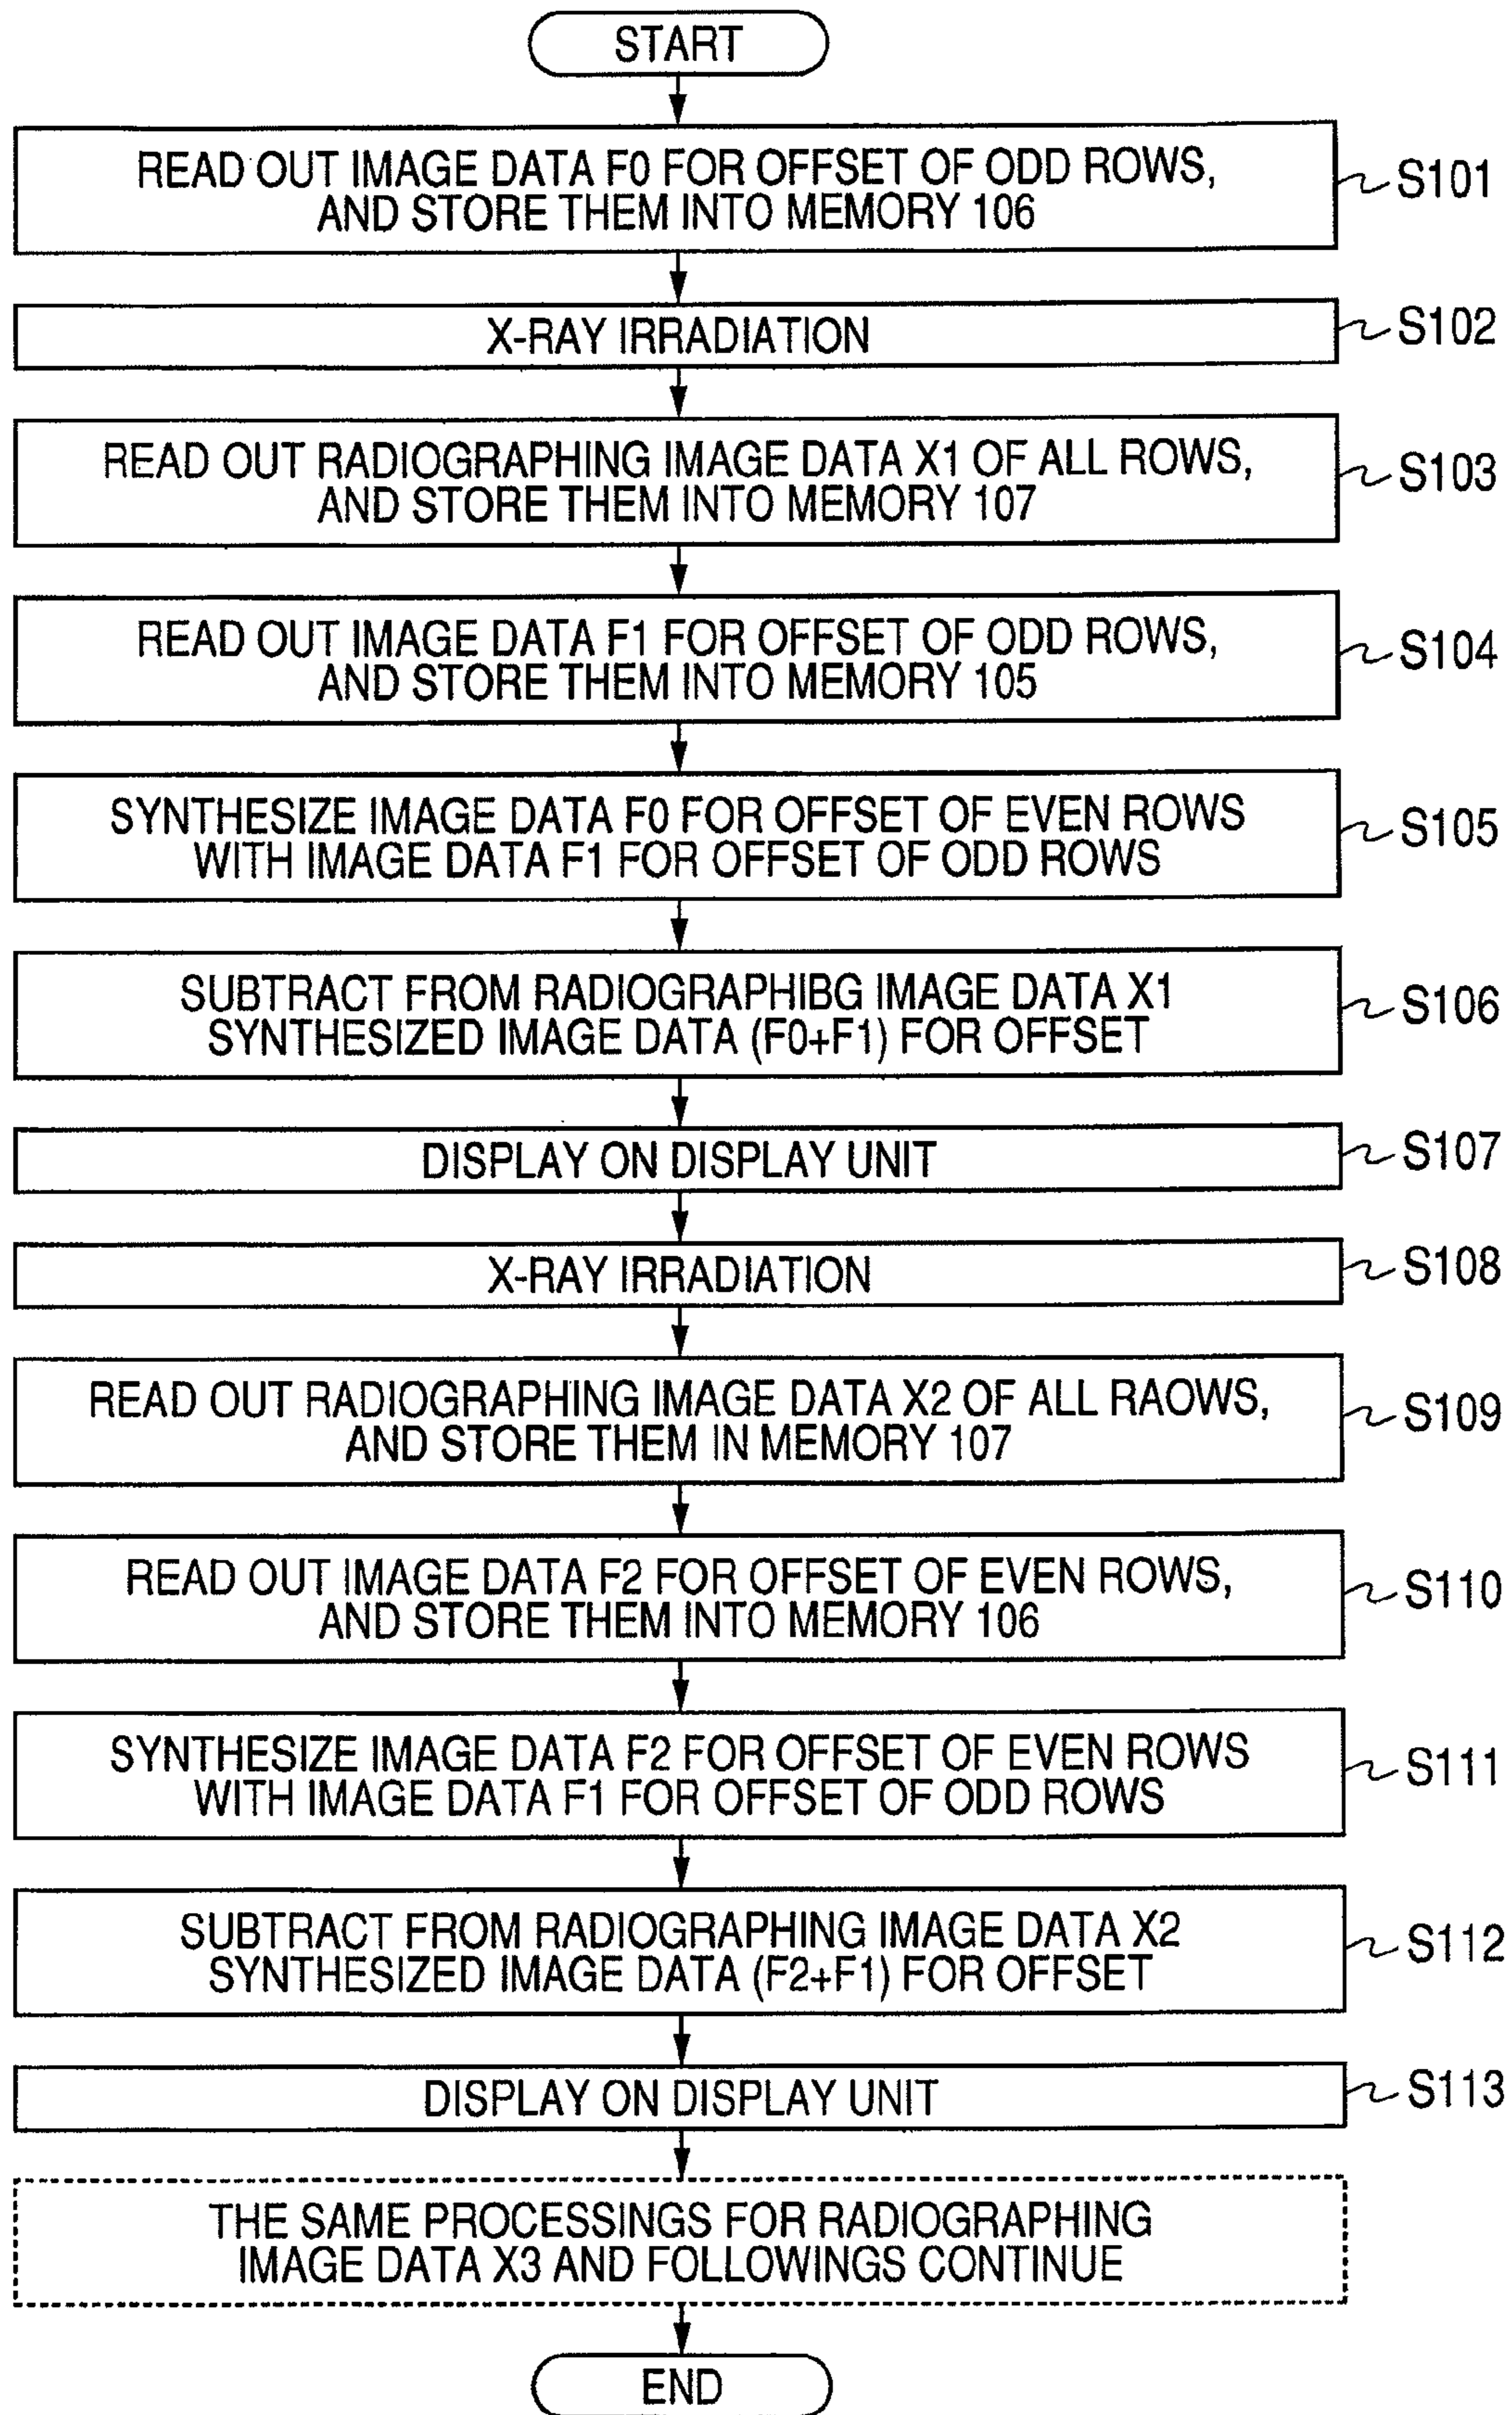 START
READ OUT IMAGE DATA F0 FOR OFFSET OF ODD ROWS,
AND STORE THEM INTO MEMORY 106
S101
X-RAY IRRADIATION
S102
READ OUT RADIOGRAPHING IMAGE DATA X1 OF ALL ROWS,
AND STORE THEM INTO MEMORY 107
S103
READ OUT IMAGE DATA F1 FOR OFFSET OF ODD ROWS,
AND STORE THEM INTO MEMORY 105
S104
SYNTHESIZE IMAGE DATA F0 FOR OFFSET OF EVEN ROWS
WITH IMAGE DATA F1 FOR OFFSET OF ODD ROWS
S105
SUBTRACT FROM RADIOGRAPHIBG IMAGE DATA X1
SYNTHESIZED IMAGE DATA (F0+F1) FOR OFFSET
S106
DISPLAY ON DISPLAY UNIT
S107
X-RAY IRRADIATION
S108
READ OUT RADIOGRAPHING IMAGE DATA X2 OF ALL RAOWS,
AND STORE THEM IN MEMORY 107
S109
READ OUT IMAGE DATA F2 FOR OFFSET OF EVEN ROWS,
AND STORE THEM INTO MEMORY 106
S110
SYNTHESIZE IMAGE DATA F2 FOR OFFSET OF EVEN ROWS
WITH IMAGE DATA F1 FOR OFFSET OF ODD ROWS
S111
SUBTRACT FROM RADIOGRAPHING IMAGE DATA X2
SYNTHESIZED IMAGE DATA (F2+F1) FOR OFFSET
S112
DISPLAY ON DISPLAY UNIT
S113
THE SAME PROCESSINGS FOR RADIOGRAPHING
IMAGE DATA X3 AND FOLLOWINGS CONTINUE
END